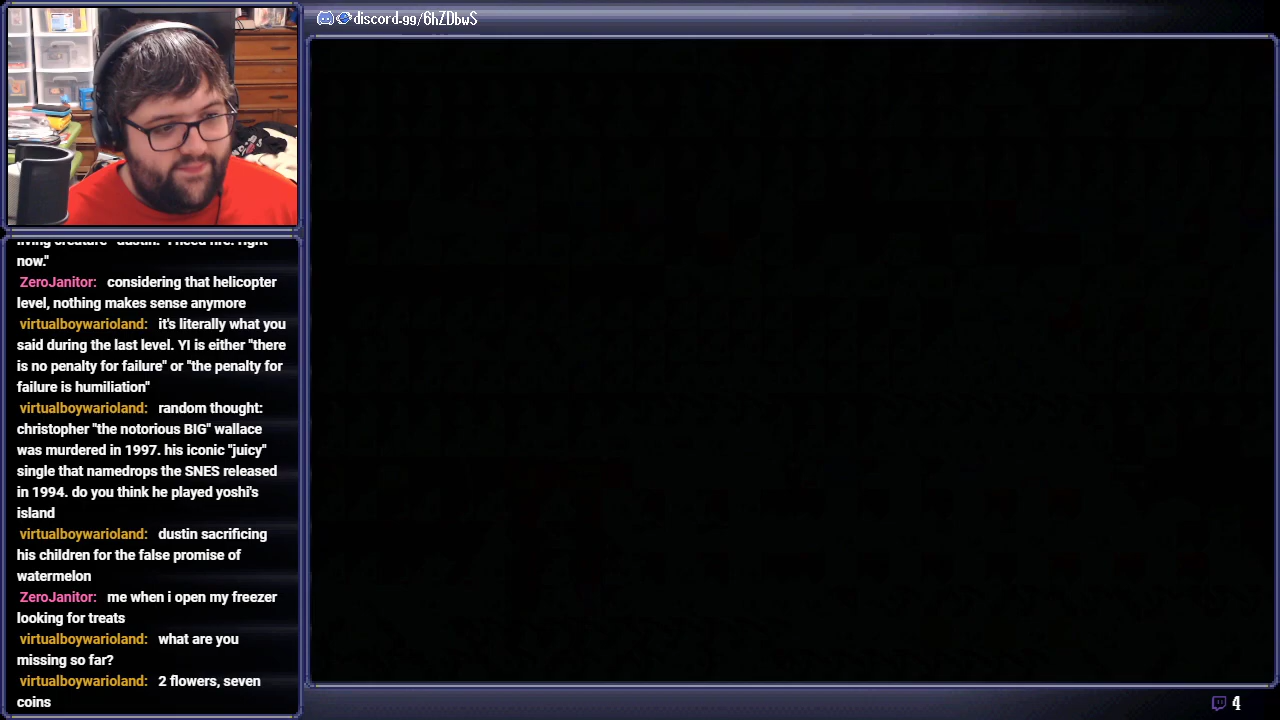 discord.gg/6hZDbwS
now."
ZeroJanitor: considering that helicopter
level, nothing makes sense anymore
virtualboywarioland: it's literally what you
said during the last level. YI is either "there
is no penalty for failure" or "the penalty for
failure is humiliation"
virtualboywarioland: random thought:
christopher "the notorious BIG" wallace
was murdered in 1997. his iconic "juicy"
single that namedrops the SNES released
in 1994. do you think he played yoshi's
island
virtualboywarioland: dustin sacrificing
his children for the false promise of
watermelon
ZeroJanitor: me when i open my freezer
looking for treats
virtualboywarioland: what are you
missing so far?
virtualboywarioland: 2 flowers, seven
coins
4